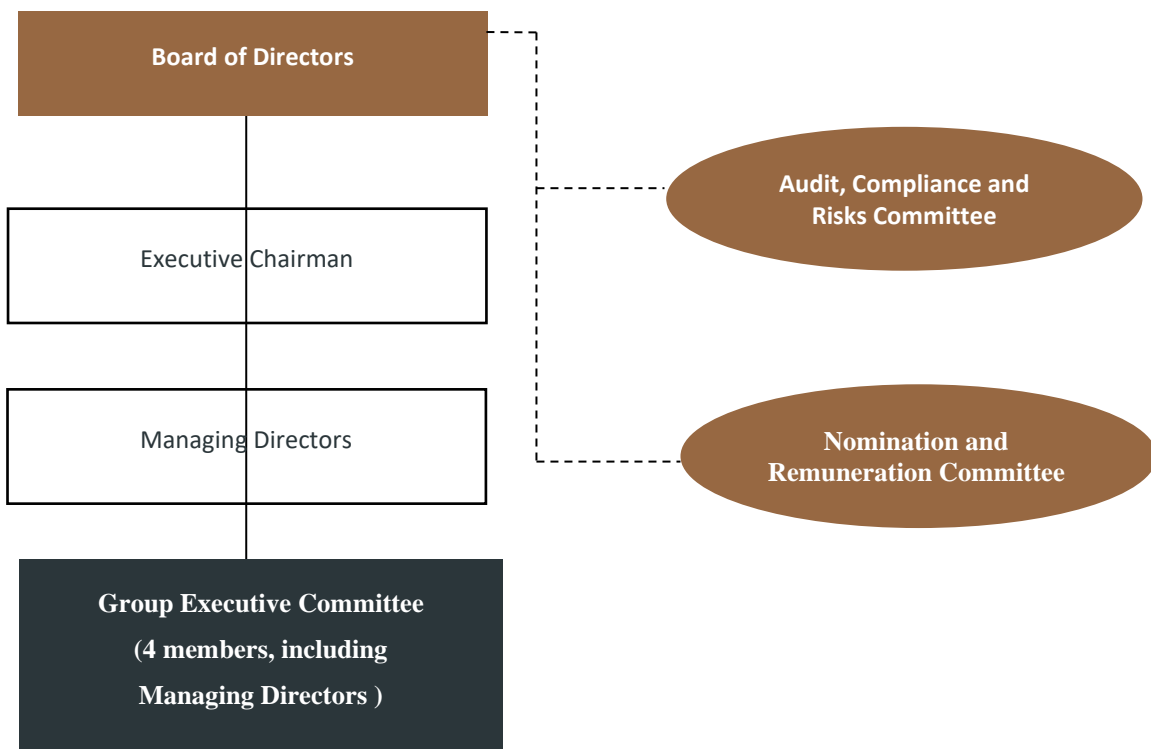 Board of Directors
Audit, Compliance and
Risks Committee
Executive Chairman
Managing Directors
Nomination and
Remuneration Committee
Group Executive Committee
(4 members, including
Managing Directors )